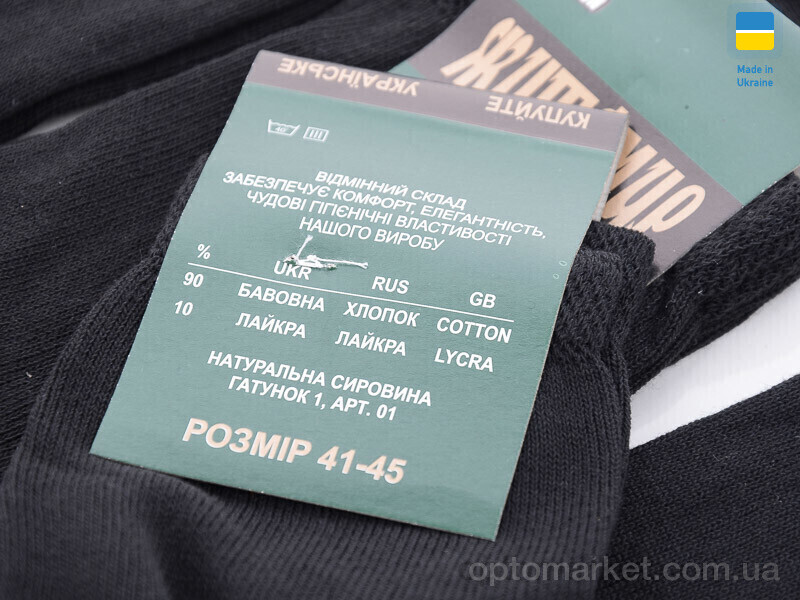 Made in
Ukraine
КУПУЙТЕ
УКРАЇНСЬКЕ
ВІДМІННИЙ СКЛАД
ЗАБЕЗПЕЧУЄ КОМФОРТ, ЕЛЕГАНТНІСТЬ,
ЧУДОВІ ГІГІЄНІЧНІ ВЛАСТИВОСТІ
НАШОГО ВИРОБУ
% UKR RUS GB
90 БАВОВНА ХЛОПОК COTTON
10 ЛАЙКРА ЛАЙКРА LYCRA
НАТУРАЛЬНА СИРОВИНА
ГАТУНОК 1, АРТ. 01
РОЗМІР 41-45
optomarket.com.ua